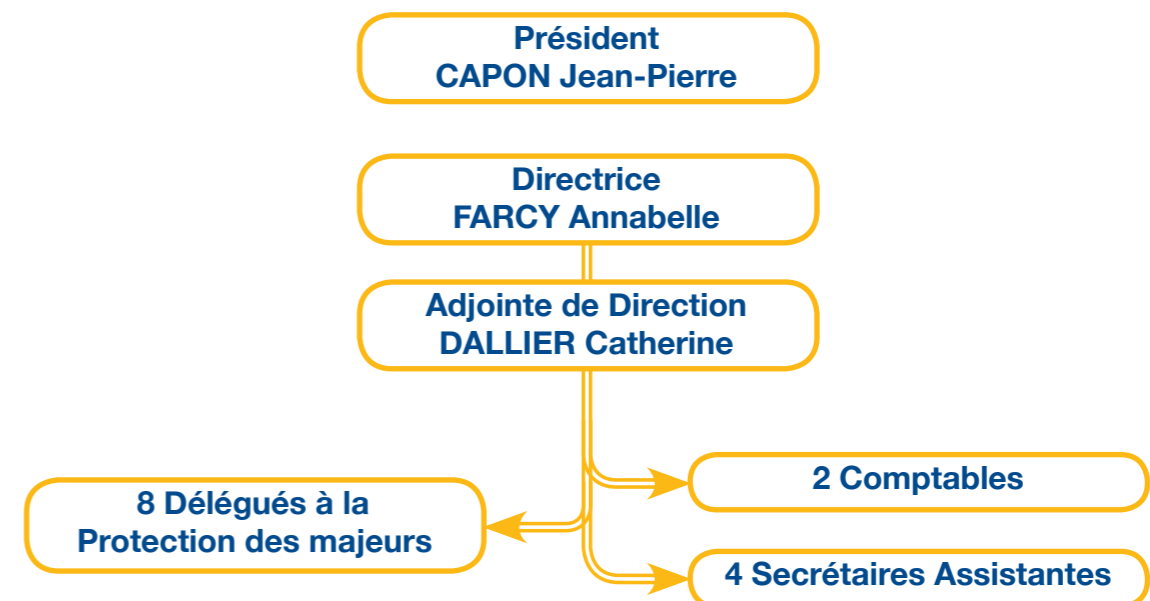 Président
CAPON Jean-Pierre
Directrice
FARCY Annabelle
Adjointe de Direction
DALLIER Catherine
2 Comptables
8 Délégués à la
Protection des majeurs
4 Secrétaires Assistantes